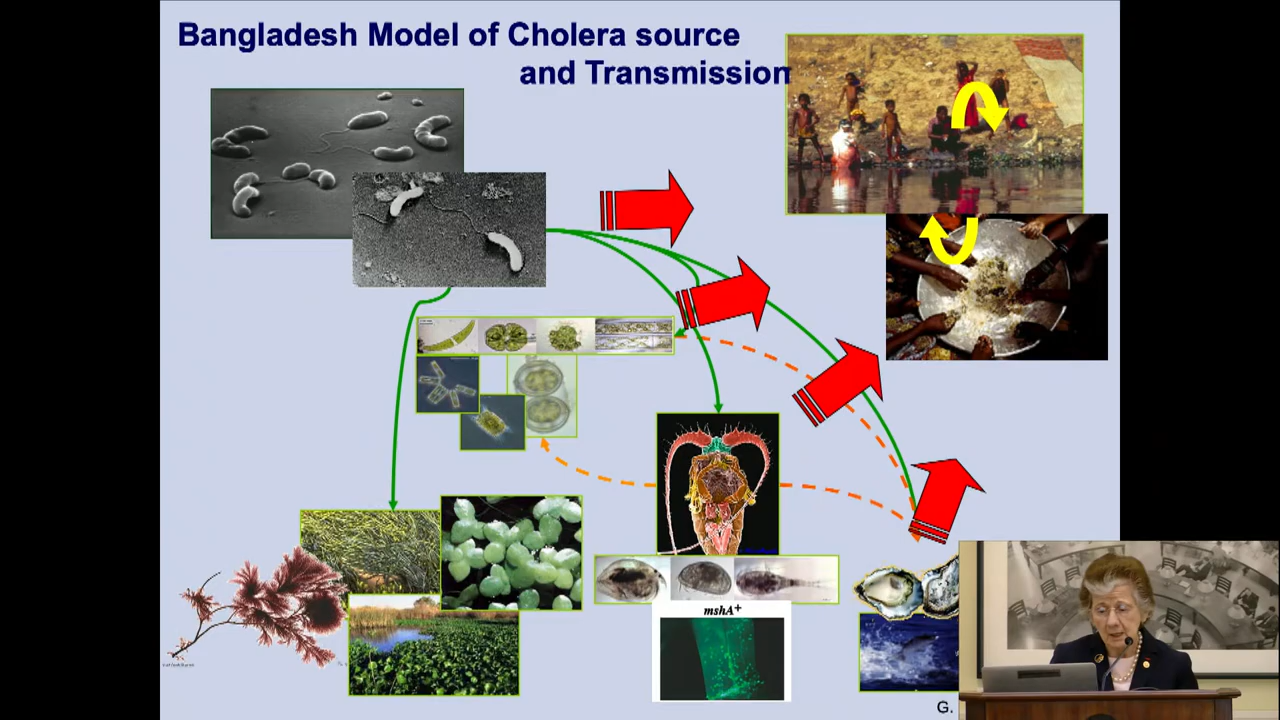 Bangladesh Model of Cholera source
and Transmission
mshA+
G.